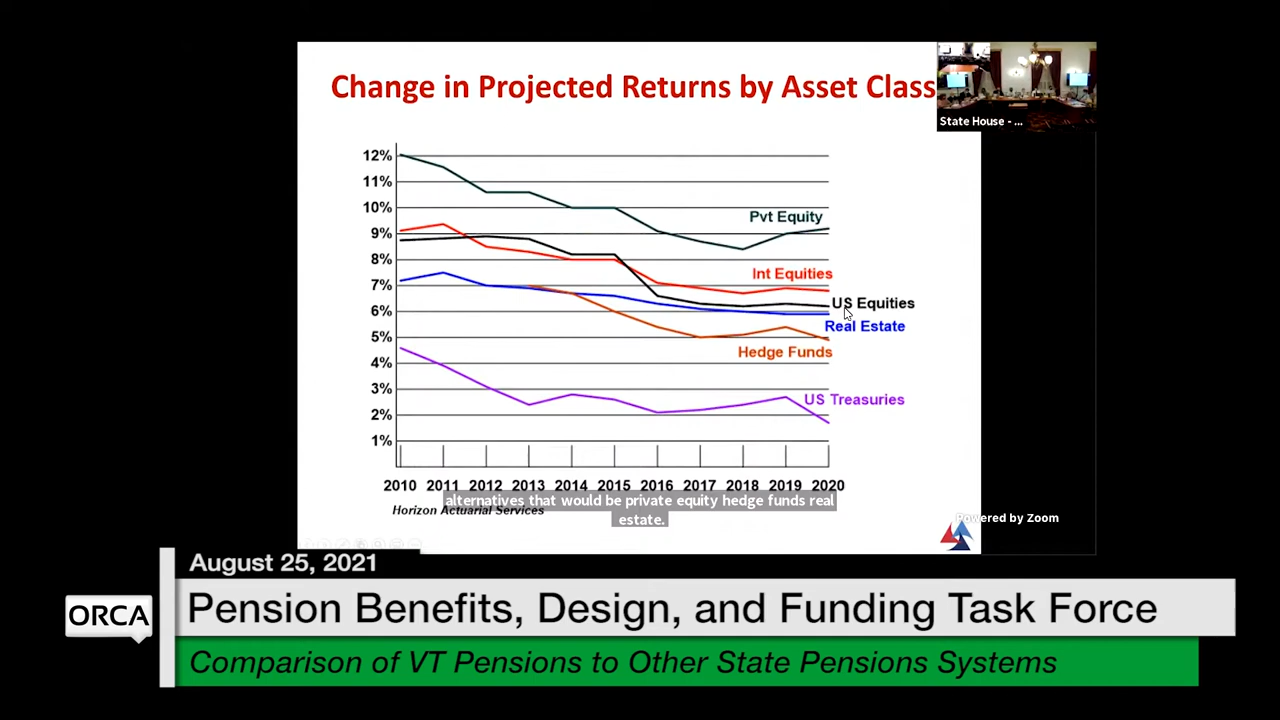 Change in Projected Returns by Asset Class
State House - ...
12%
11%
10%
9%
8%
7%
6%
5%
4%
3%
2%
1%
Pvt Equity
Int Equities
US Equities
Real Estate
Hedge Funds
US Treasuries
2010 2011 2012 2013 2014 2015 2016 2017 2018 2019 2020
alternatives that would be private equity hedge funds real
estate.
Horizon Actuarial Services
Powered by Zoom
August 25, 2021
ORCA
Pension Benefits, Design, and Funding Task Force
Comparison of VT Pensions to Other State Pensions Systems